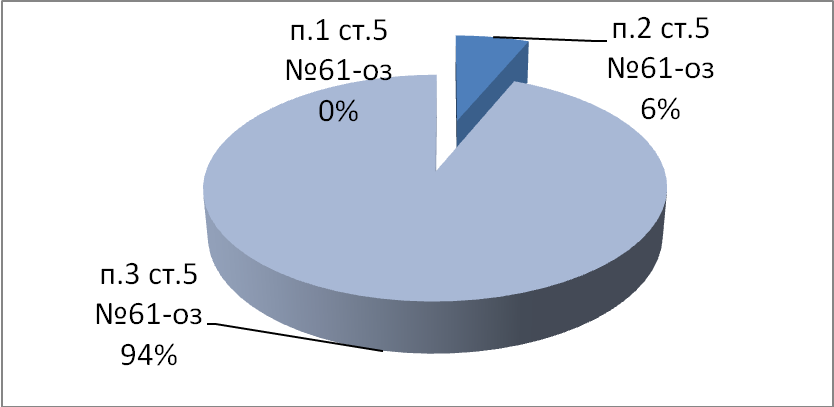 п.1 ст.5
№61-оз
0%
п.2 ст.5
№61-оз
6%
п.3 ст.5
№61-оз
94%